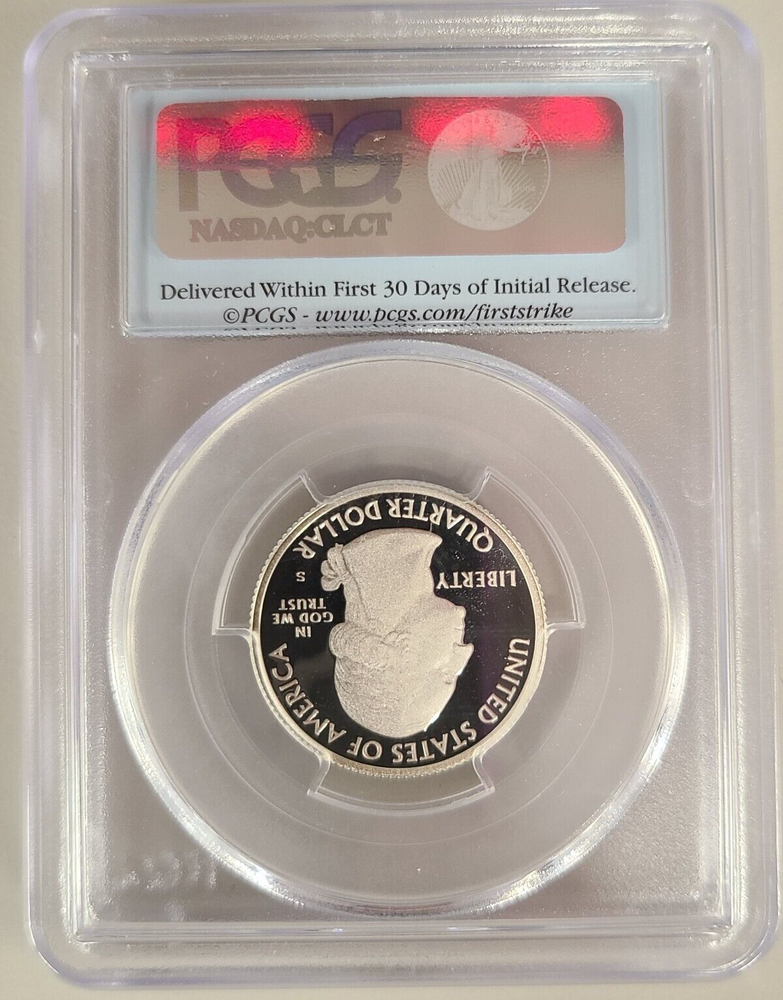 PCGS.
NASDAQ:CLCT
Delivered Within First 30 Days of Initial Release.
©PCGS - www.pcgs.com/firststrike
UNITED STATES OF AMERICA
LIBERTY
IN
GOD WE
TRUST
S
QUARTER DOLLAR